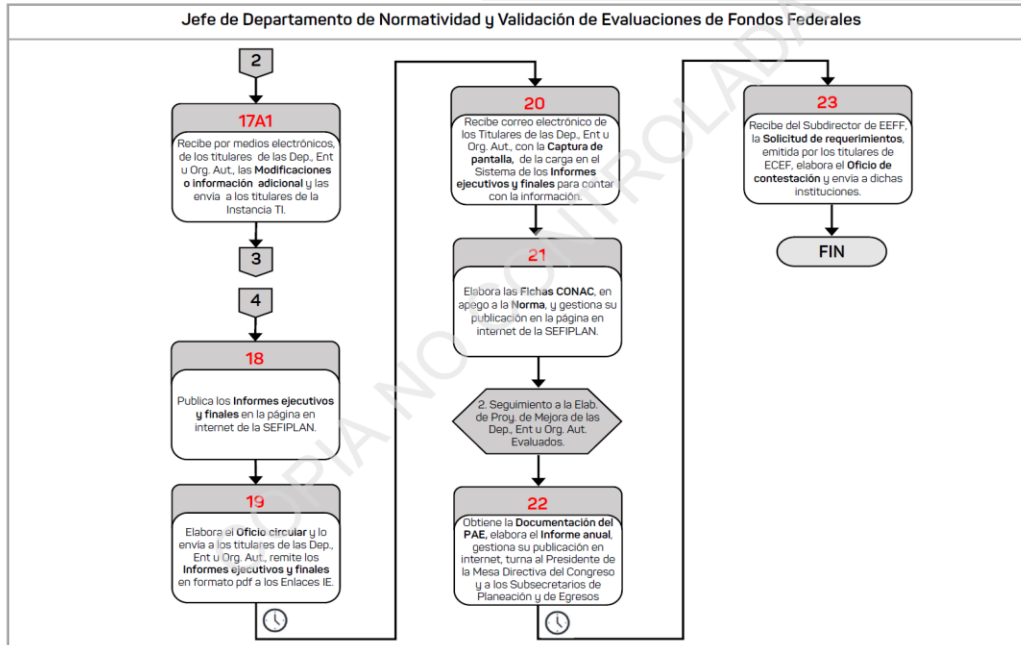 Jefe de Departamento de Normatividad y Validación de Evaluaciones de Fondos Federales
2
17A1
Recibe por medios electrónicos,
de los titulares de las Dep., Ent
u Org. Aut., las Modificaciones
o información adicional y las
envia a los titulares de la
Instancia TI.
3
4
18
Publica los Informes ejecutivos
y finales en la página en
internet de la SEFIPLAN.
19
Elabora el Oficio circular y lo
envia a los titulares de las Dep.,
Ent u Org. Aut., remite los
Informes ejecutivos y finales
en formato pdf a los Enlaces IE.
20
Recibe correo electrónico de
los Titulares de las Dep., Ent u
Org. Aut., con la Captura de
pantalla, de la carga en el
Sistema de los Informes
ejecutivos y finales para contar
con la información.
21
Elabora las Fichas CONAC, en
apego a la Norma, y gestiona su
publicación en la página en
internet de la SEFIPLAN.
2. Seguimiento a la Elab.
de Proy. de Mejora de las
Dep., Ent u Org. Aut.
Evaluados.
22
Obtiene la Documentación del
PAE, elabora el Informe anual,
gestiona su publicación en
internet, turna al Presidente de
la Mesa Directiva del Congreso
y a los Subsecretarios de
Planeación y de Egresos
23
Recibe del Subdirector de EEFF,
la Solicitud de requerimientos,
emitida por los titulares de
ECEF, elabora el Oficio de
contestación y envia a dichas
instituciones.
FIN
COPIA NO CONTROLADA